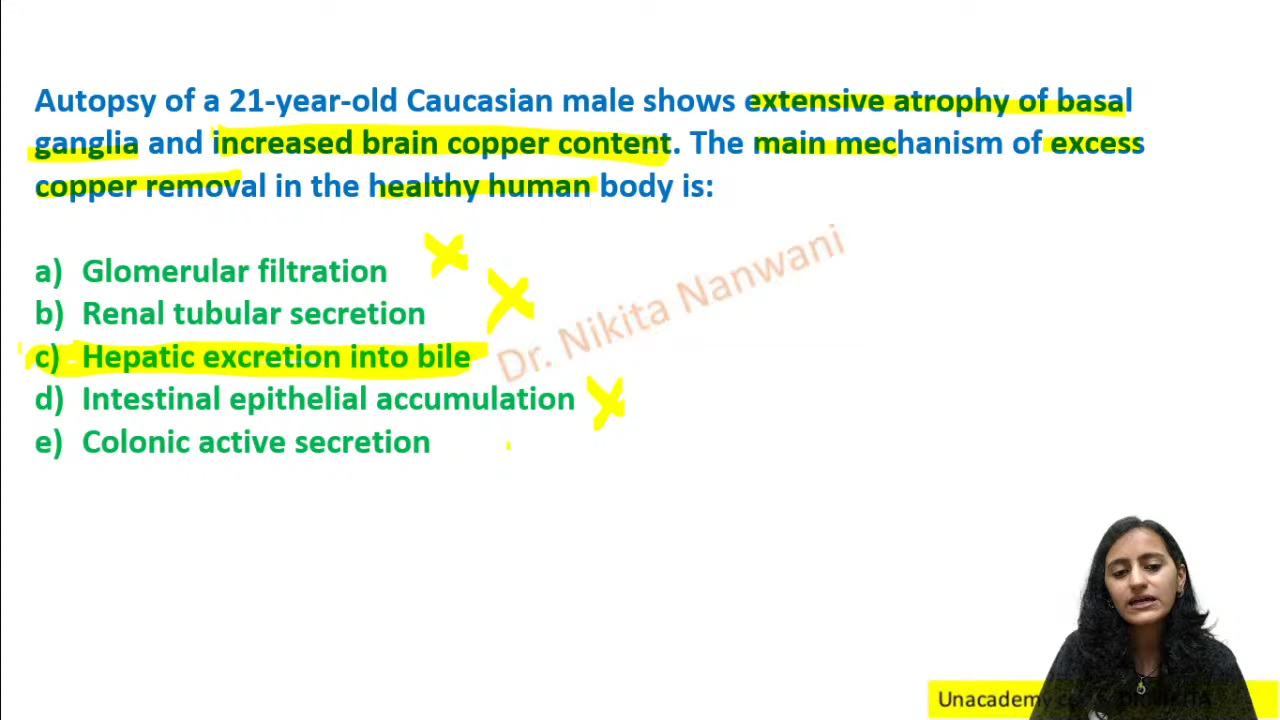 Autopsy of a 21-year-old Caucasian male shows extensive atrophy of basal
ganglia and increased brain copper content. The main mechanism of excess
copper removal in the healthy human body is:
a) Glomerular filtration
b) Renal tubular secretion
c) Hepatic excretion into bile
d) Intestinal epithelial accumulation
e) Colonic active secretion
Dr. Nikita Nanwani
Unacademy